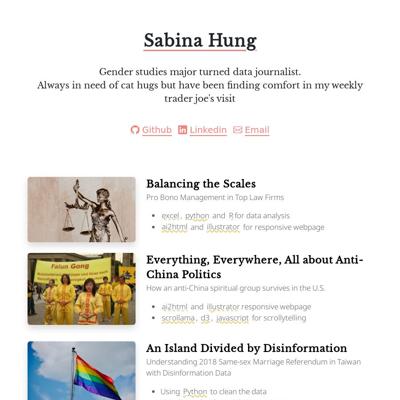 Sabina Hung
Gender studies major turned data journalist.
Always in need of cat hugs but have been finding comfort in my weekly
trader joe's visit
Github Linkedin Email
Balancing the Scales
Pro Bono Management in Top Law Firms
excel, python and R for data analysis
ai2html and illustrator for responsive webpage
Falun Gong
Everything, Everywhere, All about Anti-
China Politics
How an anti-China spiritual group survives in the U.S.
ai2html and illustrator responsive webpage
scrollama, d3, javascript for scrollytelling
An Island Divided by Disinformation
Understanding 2018 Same-sex Marriage Referendum in Taiwan
with Disinformation Data
Using Python to clean the data